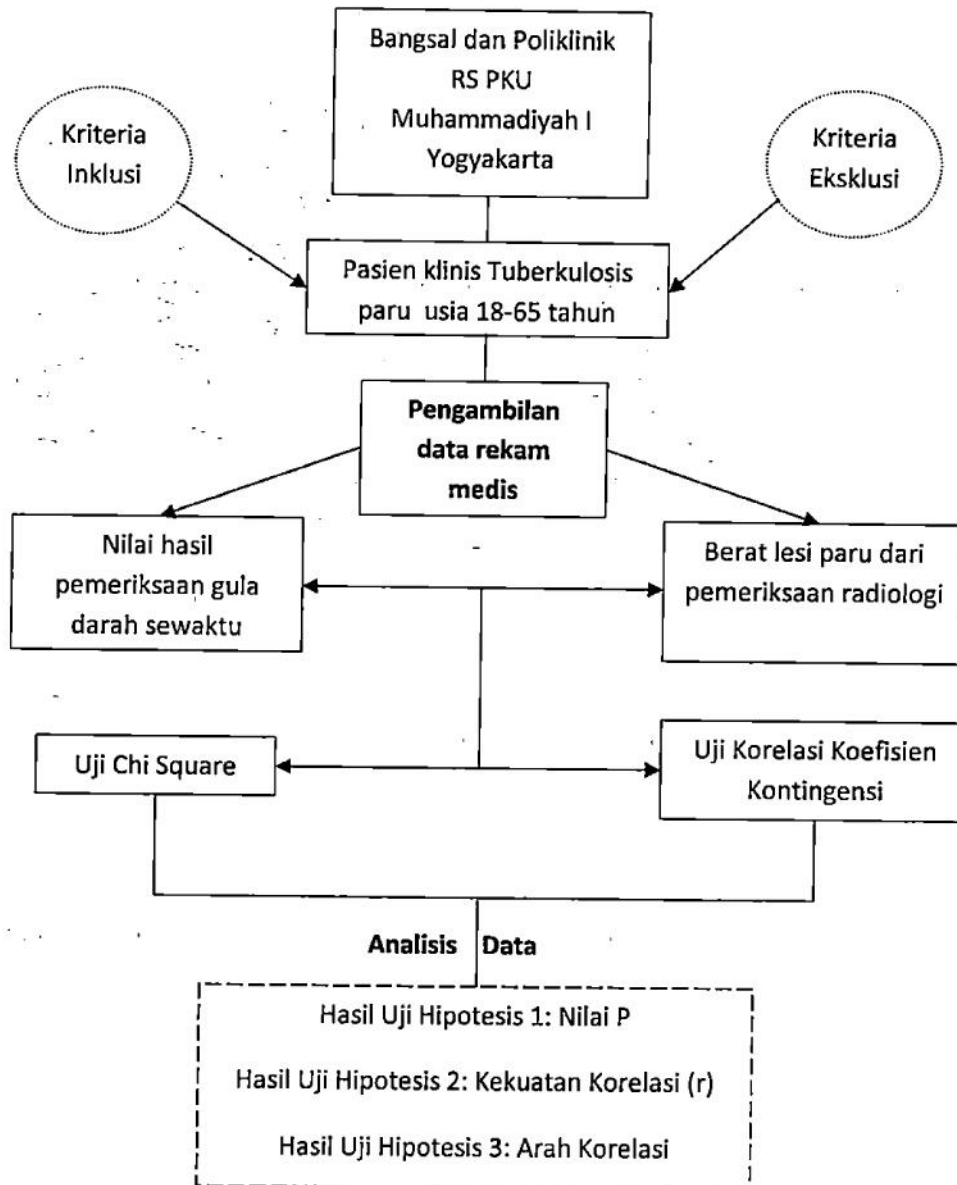 Bangsal dan Poliklinik
RS PKU
Muhammadiyah I
Yogyakarta
Kriteria
Inklusi
Kriteria
Eksklusi
Pasien klinis Tuberkulosis
paru usia 18-65 tahun
Pengambilan
data rekam
medis
Nilai hasil
pemeriksaan gula
darah sewaktu
Berat lesi paru dari
pemeriksaan radiologi
Uji Chi Square
Uji Korelasi Koefisien
Kontingensi
Analisis Data
Hasil Uji Hipotesis 1: Nilai P
Hasil Uji Hipotesis 2: Kekuatan Korelasi (r)
Hasil Uji Hipotesis 3: Arah Korelasi